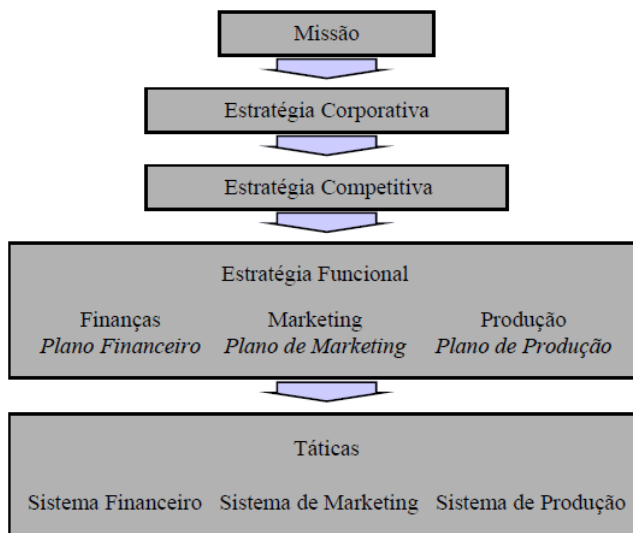 Missão
Estratégia Corporativa
Estratégia Competitiva
Estratégia Funcional
Finanças Marketing Produção
Plano Financeiro Plano de Marketing Plano de Produção
Táticas
Sistema Financeiro Sistema de Marketing Sistema de Produção